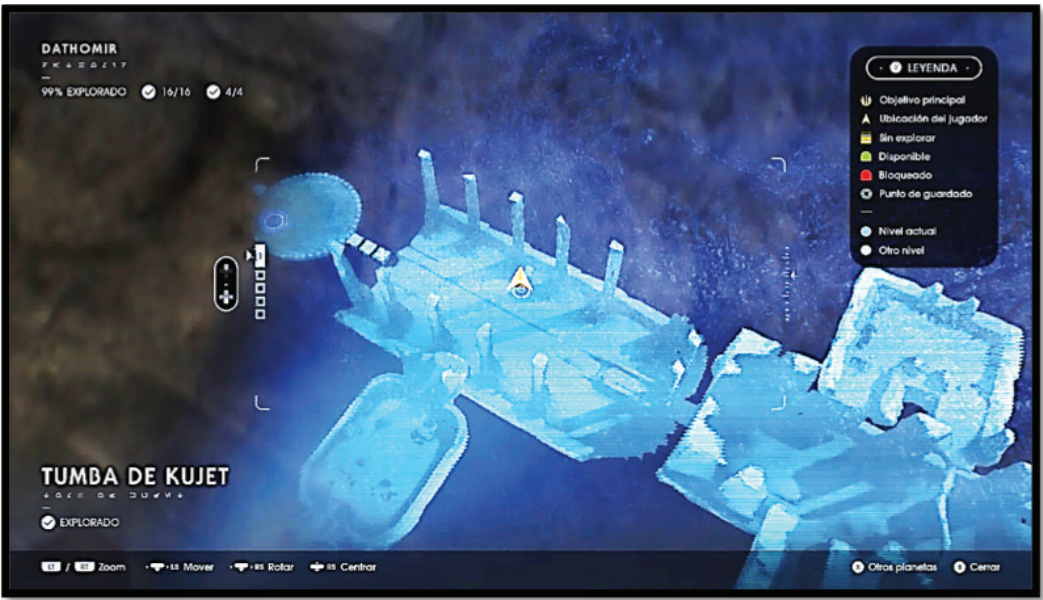 DATHOMIR
99% EXPLORADO 16/16 4/4
LEYENDA
Objetivo principal
Ubicación del jugador
Sin explorar
Disponible
Bloqueado
Punto de guardado
Nivel actual
Otro nivel
TUMBA DE KUJET
EXPLORADO
LT / RT Zoom LS Mover RS Rotar RS Centrar Otros planetas Cerrar